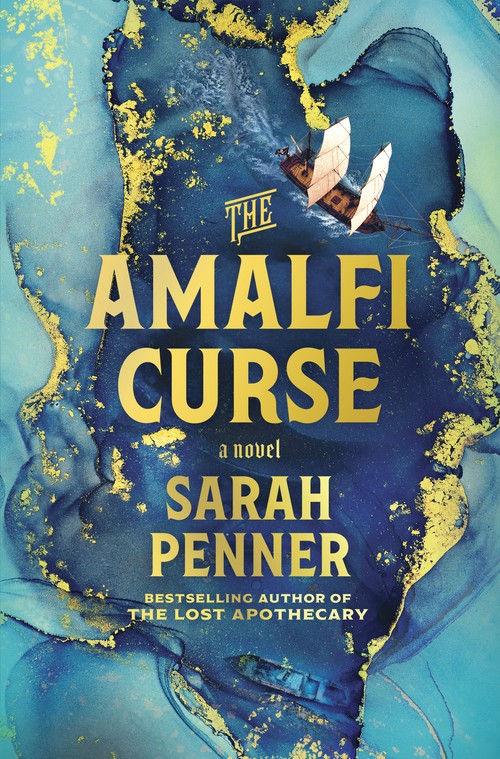 THE
AMALFI
CURSE
a novel
SARAH
PENNER
BESTSELLING AUTHOR OF
THE LOST APOTHECARY